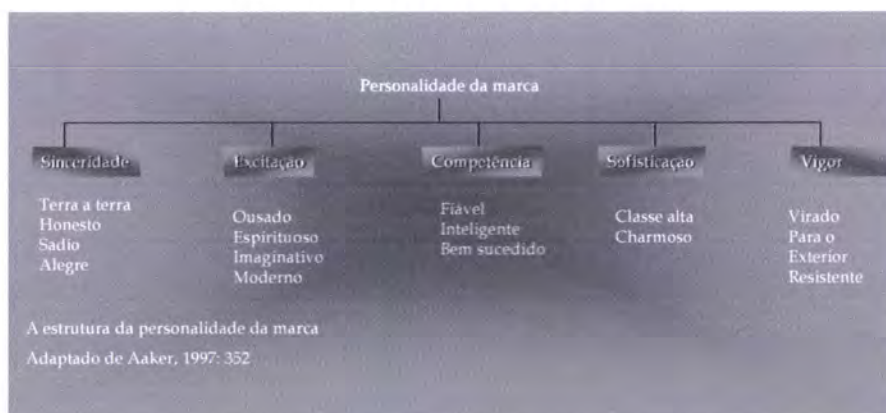 Personalidade da marca
Sinceridade
Terra a terra
Honesto
Sadio
Alegre
Excitação
Ousado
Espirituoso
Imaginativo
Moderno
Competência
Fiável
Inteligente
Bem sucedido
Sofisticação
Classe alta
Charmoso
Vigor
Virado
Para o
Exterior
Resistente
A estrutura da personalidade da marca
Adaptado de Aaker, 1997: 352